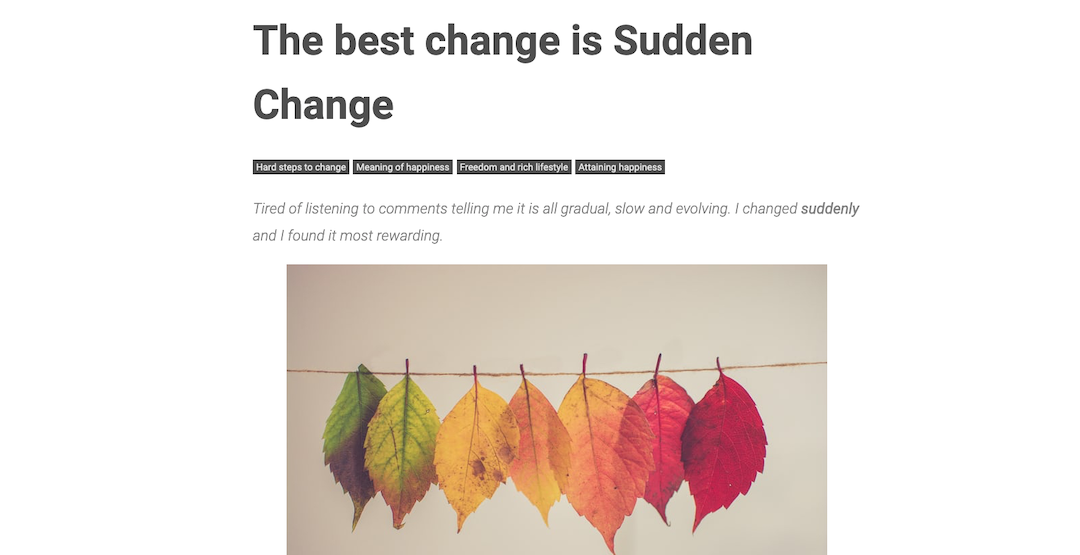 The best change is Sudden
Change
Hard steps to change Meaning of happiness Freedom and rich lifestyle Attaining happiness
Tired of listening to comments telling me it is all gradual, slow and evolving. I changed suddenly
and I found it most rewarding.